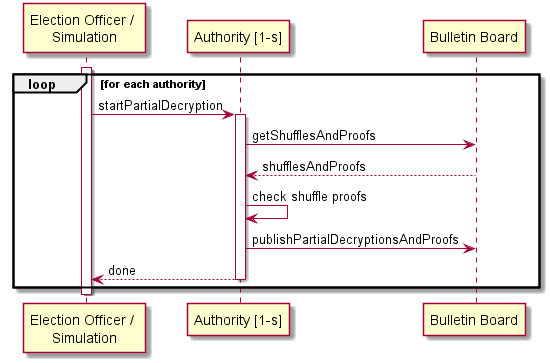 Election Officer /
Simulation
Authority [1-s]
Bulletin Board
loop
[for each authority]
startPartialDecryption
getShufflesAndProofs
shufflesAndProofs
check shuffle proofs
publishPartialDecryptionsAndProofs
done
Election Officer /
Simulation
Authority [1-s]
Bulletin Board